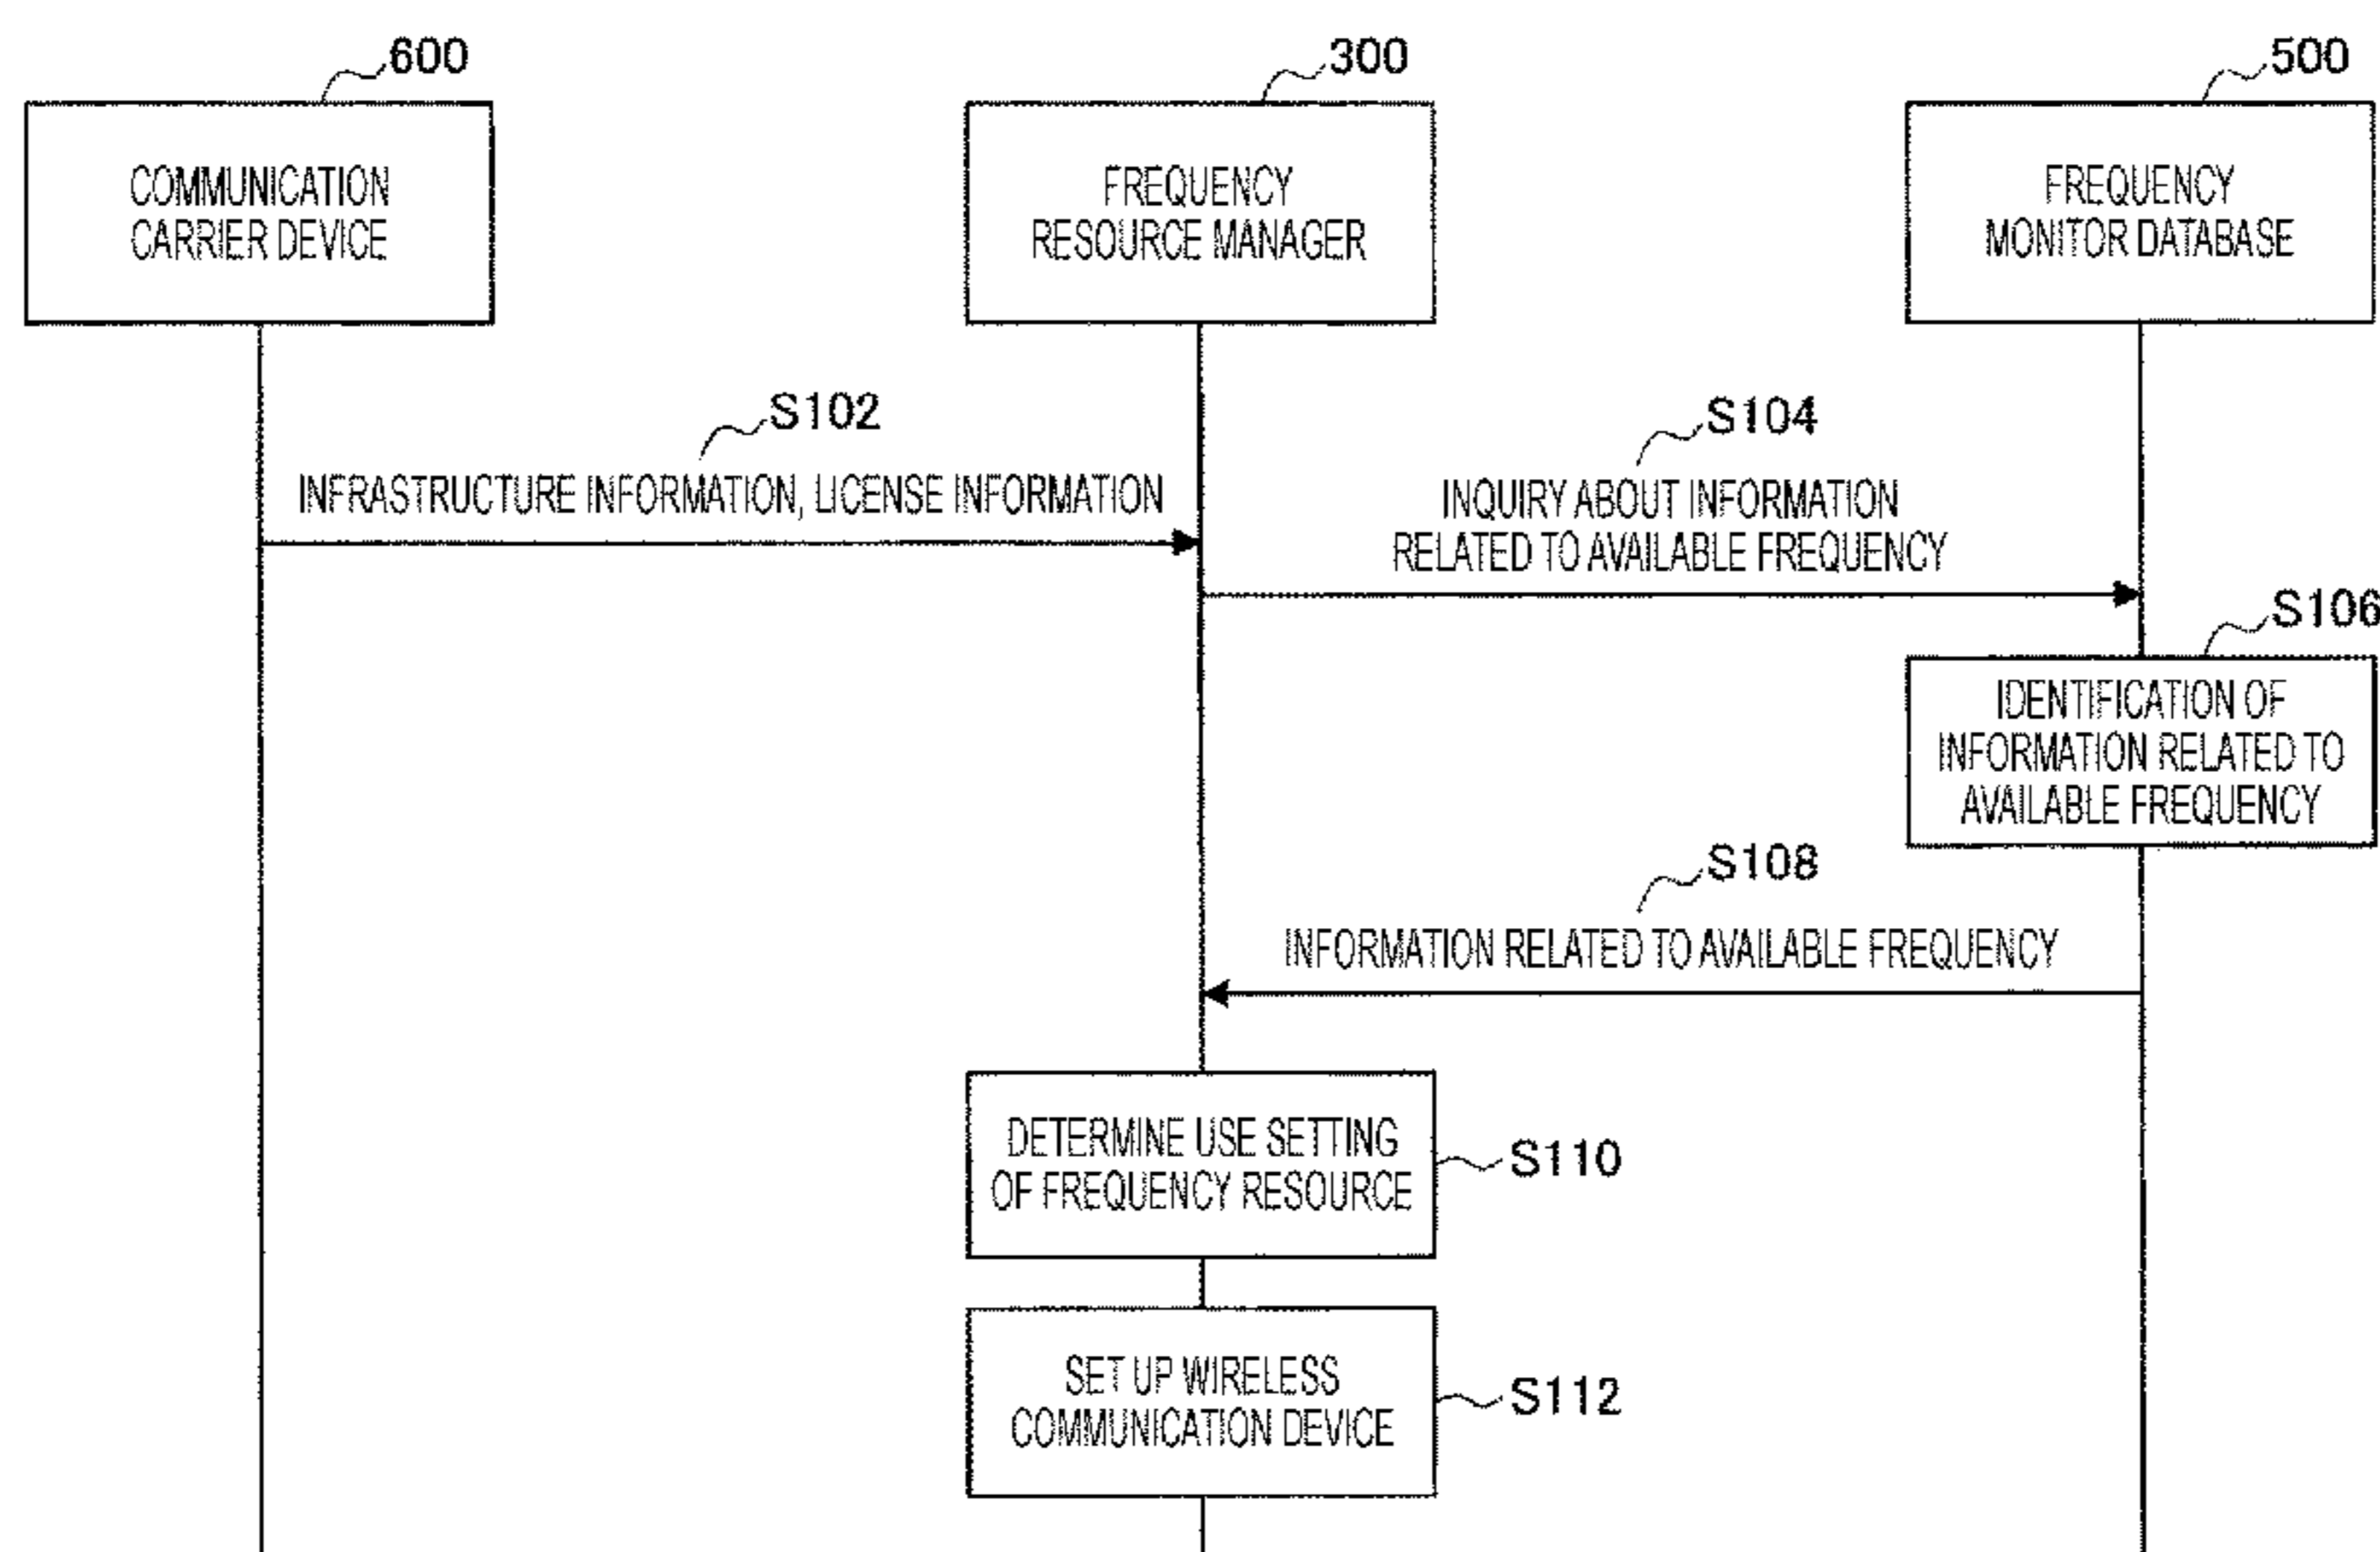 600
300
500
COMMUNICATION
CARRIER DEVICE
FREQUENCY
RESOURCE MANAGER
FREQUENCY
MONITOR DATABASE
S102
INFRASTRUCTURE INFORMATION, LICENSE INFORMATION
S104
INQUIRY ABOUT INFORMATION
RELATED TO AVAILABLE FREQUENCY
S106
IDENTIFICATION OF
INFORMATION RELATED TO
AVAILABLE FREQUENCY
S108
INFORMATION RELATED TO AVAILABLE FREQUENCY
DETERMINE USE SETTING
OF FREQUENCY RESOURCE
S110
SET UP WIRELESS
COMMUNICATION DEVICE
S112